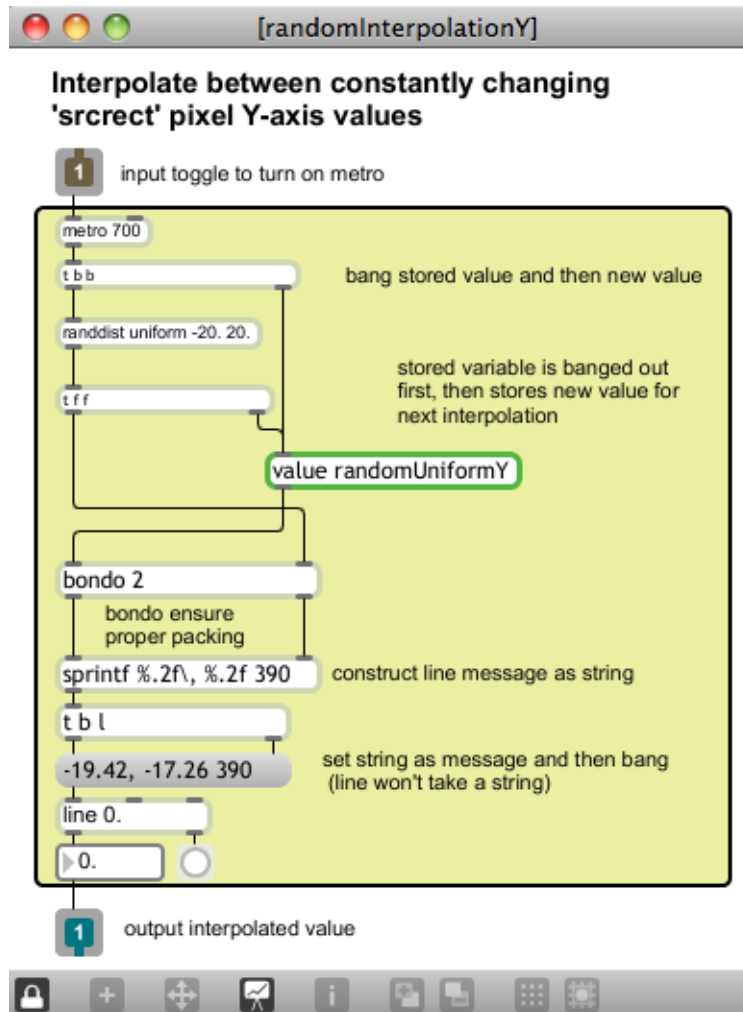 [randomInterpolationY]
Interpolate between constantly changing
'srcrect' pixel Y-axis values
1
input toggle to turn on metro
metro 700
t b b
bang stored value and then new value
randdist uniform -20. 20.
stored variable is banged out
first, then stores new value for
next interpolation
t f f
value randomUniformY
bondo 2
bondo ensure
proper packing
sprintf %.2f\, %.2f 390
construct line message as string
t b l
set string as message and then bang
(line won't take a string)
-19.42, -17.26 390
line 0.
0.
1
output interpolated value
i